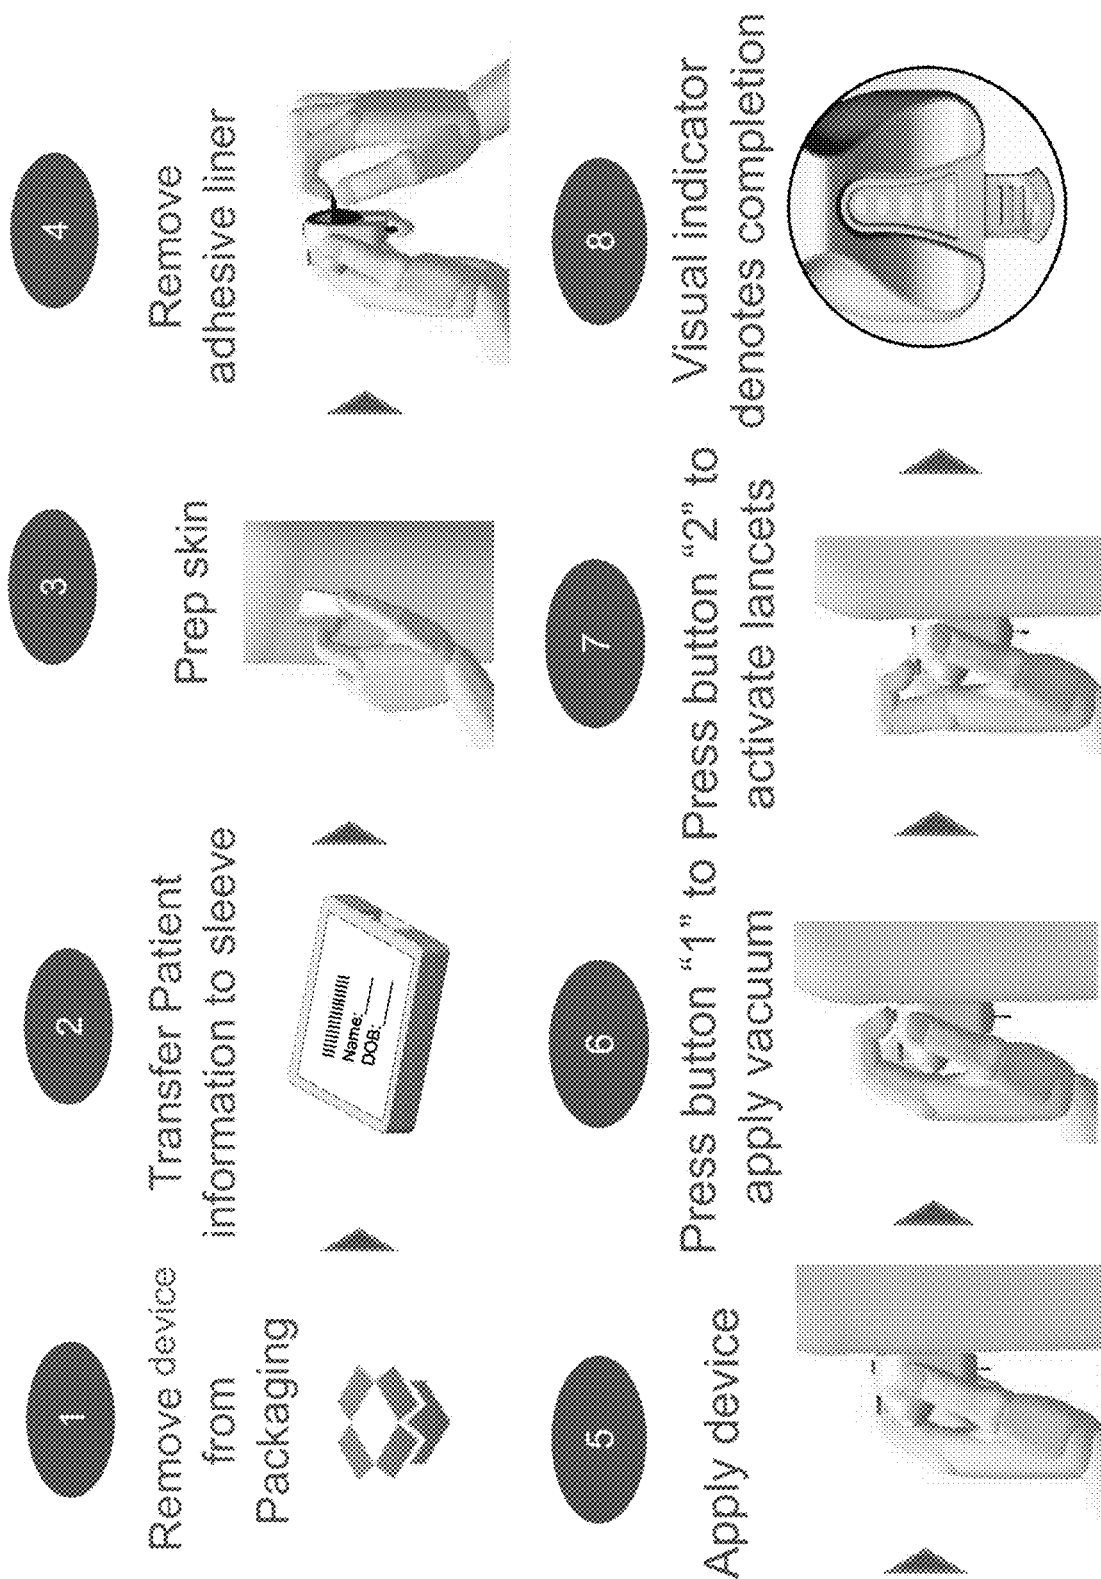 1
Remove device
from
Packaging
2
Transfer Patient
information to sleeve
Name:
DOB:
3
Prep skin
4
Remove
adhesive liner
5
Apply device
6
Press button “1” to
apply vacuum
7
Press button “2” to
activate lancets
8
Visual indicator
denotes completion